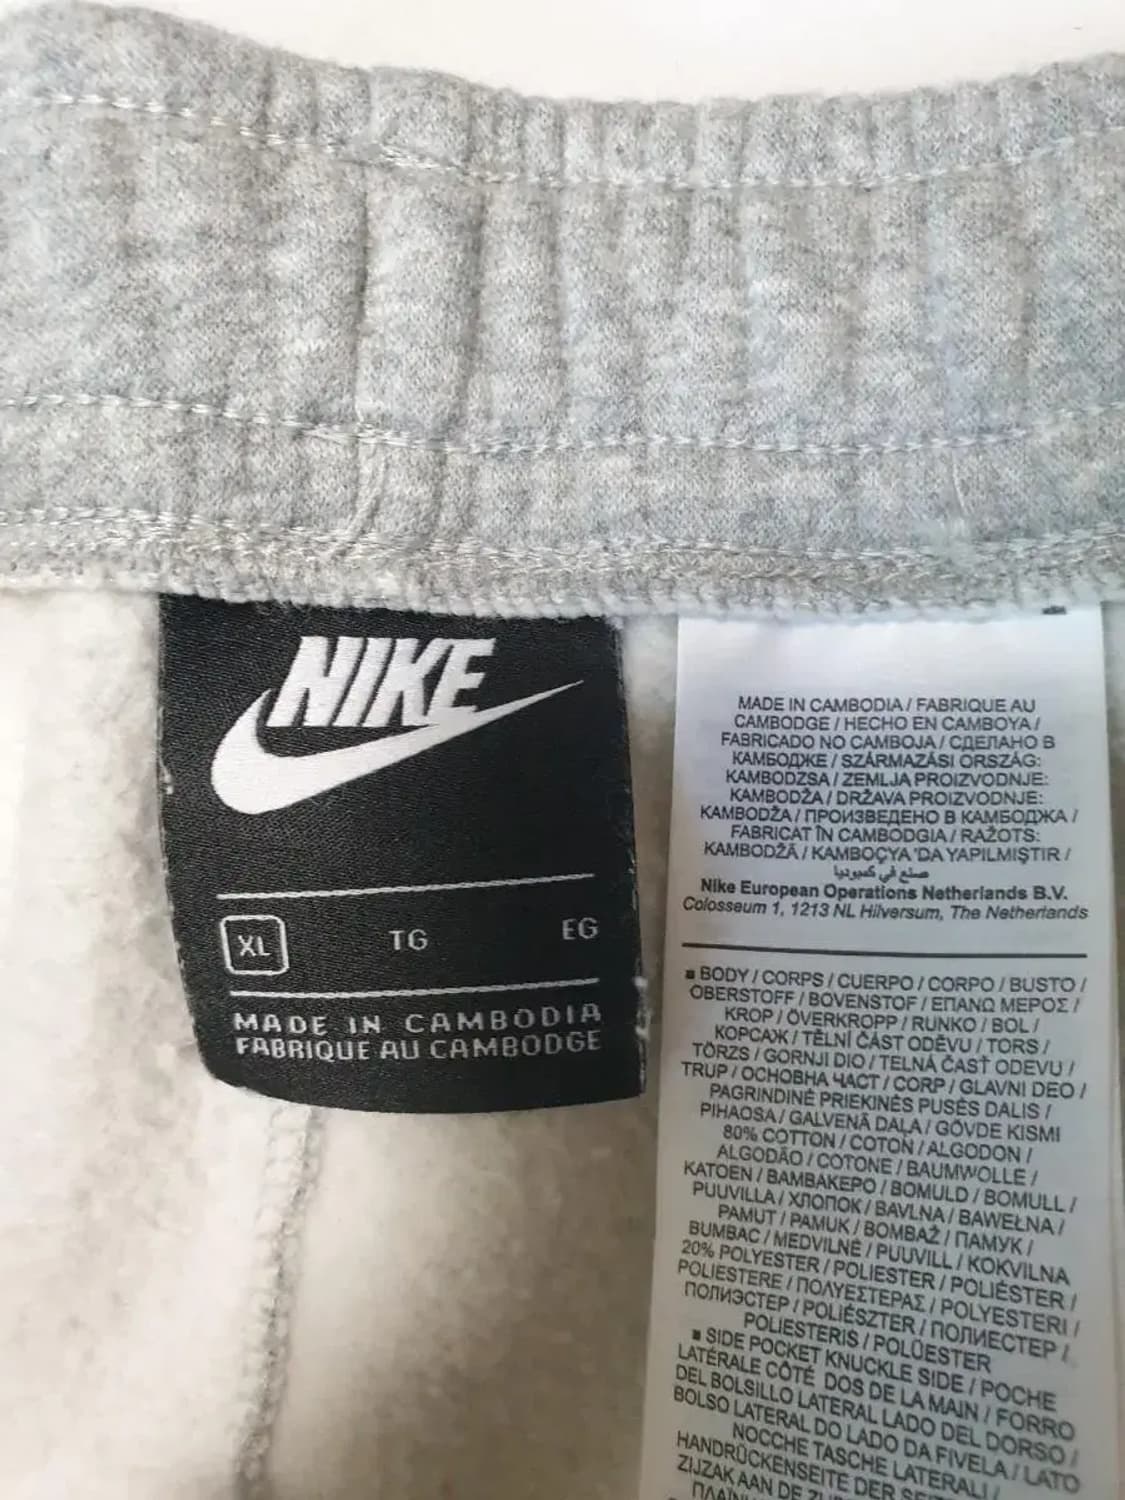 NIKE
XL TG EG
MADE IN CAMBODIA
FABRIQUÉ AU CAMBODGE
MADE IN CAMBODIA / FABRIQUE AU
CAMBODGE / HECHO EN CAMBOYA /
FABRICADO NO CAMBOJA / СДЕЛАНО В
КАМБОДЖЕ / SZÁRMAZÁSI ORSZÁG:
KAMBODZSA / ZEMLJA PROIZVODNJE:
KAMBODŽA / DRŽAVA PROIZVODNJE:
KAMBODŽA / ПРОИЗВЕДЕНО В КАМБОДЖА /
FABRICAT ÎN CAMBODGIA / RAŽOTS:
KAMBODŽĀ / KAMBOÇYA 'DA YAPILMIŞTIR /
صنع في كمبوديا
Nike European Operations Netherlands B.V.
Colosseum 1, 1213 NL Hilversum, The Netherlands
▪ BODY / CORPS / CUERPO / CORPO / BUSTO /
OBERSTOFF / BOVENSTOF / ΕΠΑΝΩ ΜΕΡΟΣ /
KROP / ÖVERKROPP / RUNKO / BOL /
КОРСАЖ / TĚLNÍ ČÁST ODĚVU / TORS /
TÖRZS / GORNJI DIO / TELNÁ ČASŤ ODEVU /
TRUP / ОСНОВНА ЧАСТ / CORP / GLAVNI DEO /
PAGRINDINĖ PRIEKINĖS PUSĖS DALIS /
PIHAOSA / GALVENĀ DAĻA / GÖVDE KISMI
80% COTTON / COTON / ALGODON /
ALGODÃO / COTONE / BAUMWOLLE /
KATOEN / ΒΑΜΒΑΚΕΡΟ / BOMULD / BOMULL /
PUUVILLA / ХЛОПОК / BAVLNA / BAWEŁNA /
PAMUT / PAMUK / BOMBAŽ / ПАМУК /
BUMBAC / MEDVILNĖ / PUUVILL / KOKVILNA
20% POLYESTER / POLIESTER / POLIÉSTER /
POLIESTERE / ΠΟΛΥΕΣΤΕΡΑΣ / POLYESTERI /
ПОЛИЭСТЕР / POLIÉSZTER / ПОЛИЕСТЕР /
POLIESTERIS / POLÜESTER
▪ SIDE POCKET KNUCKLE SIDE / POCHE
LATÉRALE CÔTÉ DOS DE LA MAIN / FORRO
DEL BOLSILLO LATERAL LADO DEL DORSO /
BOLSO LATERAL DO LADO DA FIVELA / LATO
NOCCHE TASCHE LATERALI /
HANDRÜCKENSEITE DER
ZIJZAK AAN DE